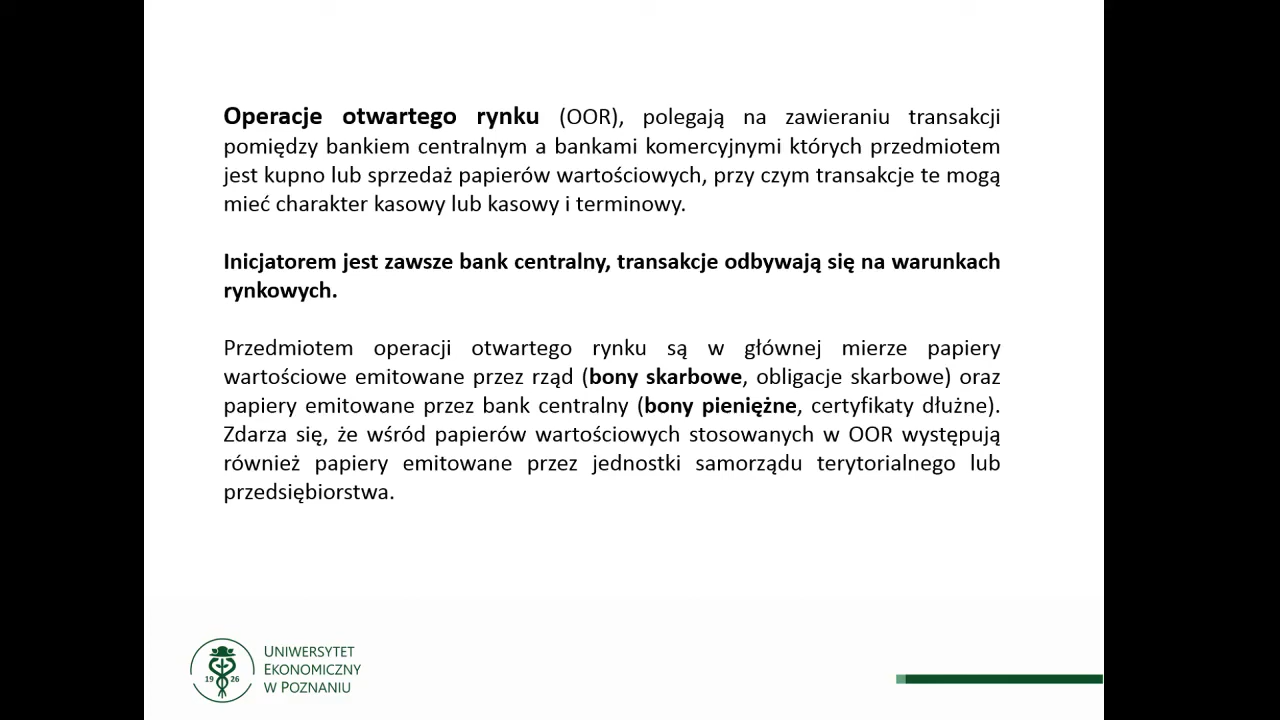 Operacje otwartego rynku (OOR), polegają na zawieraniu transakcji
pomiędzy bankiem centralnym a bankami komercyjnymi których przedmiotem
jest kupno lub sprzedaż papierów wartościowych, przy czym transakcje te mogą
mieć charakter kasowy lub kasowy i terminowy.
Inicjatorem jest zawsze bank centralny, transakcje odbywają się na warunkach
rynkowych.
Przedmiotem operacji otwartego rynku są w głównej mierze papiery
wartościowe emitowane przez rząd (bony skarbowe, obligacje skarbowe) oraz
papiery emitowane przez bank centralny (bony pieniężne, certyfikaty dłużne).
Zdarza się, że wśród papierów wartościowych stosowanych w OOR występują
również papiery emitowane przez jednostki samorządu terytorialnego lub
przedsiębiorstwa.
19 26
UNIWERSYTET
EKONOMICZNY
W POZNANIU